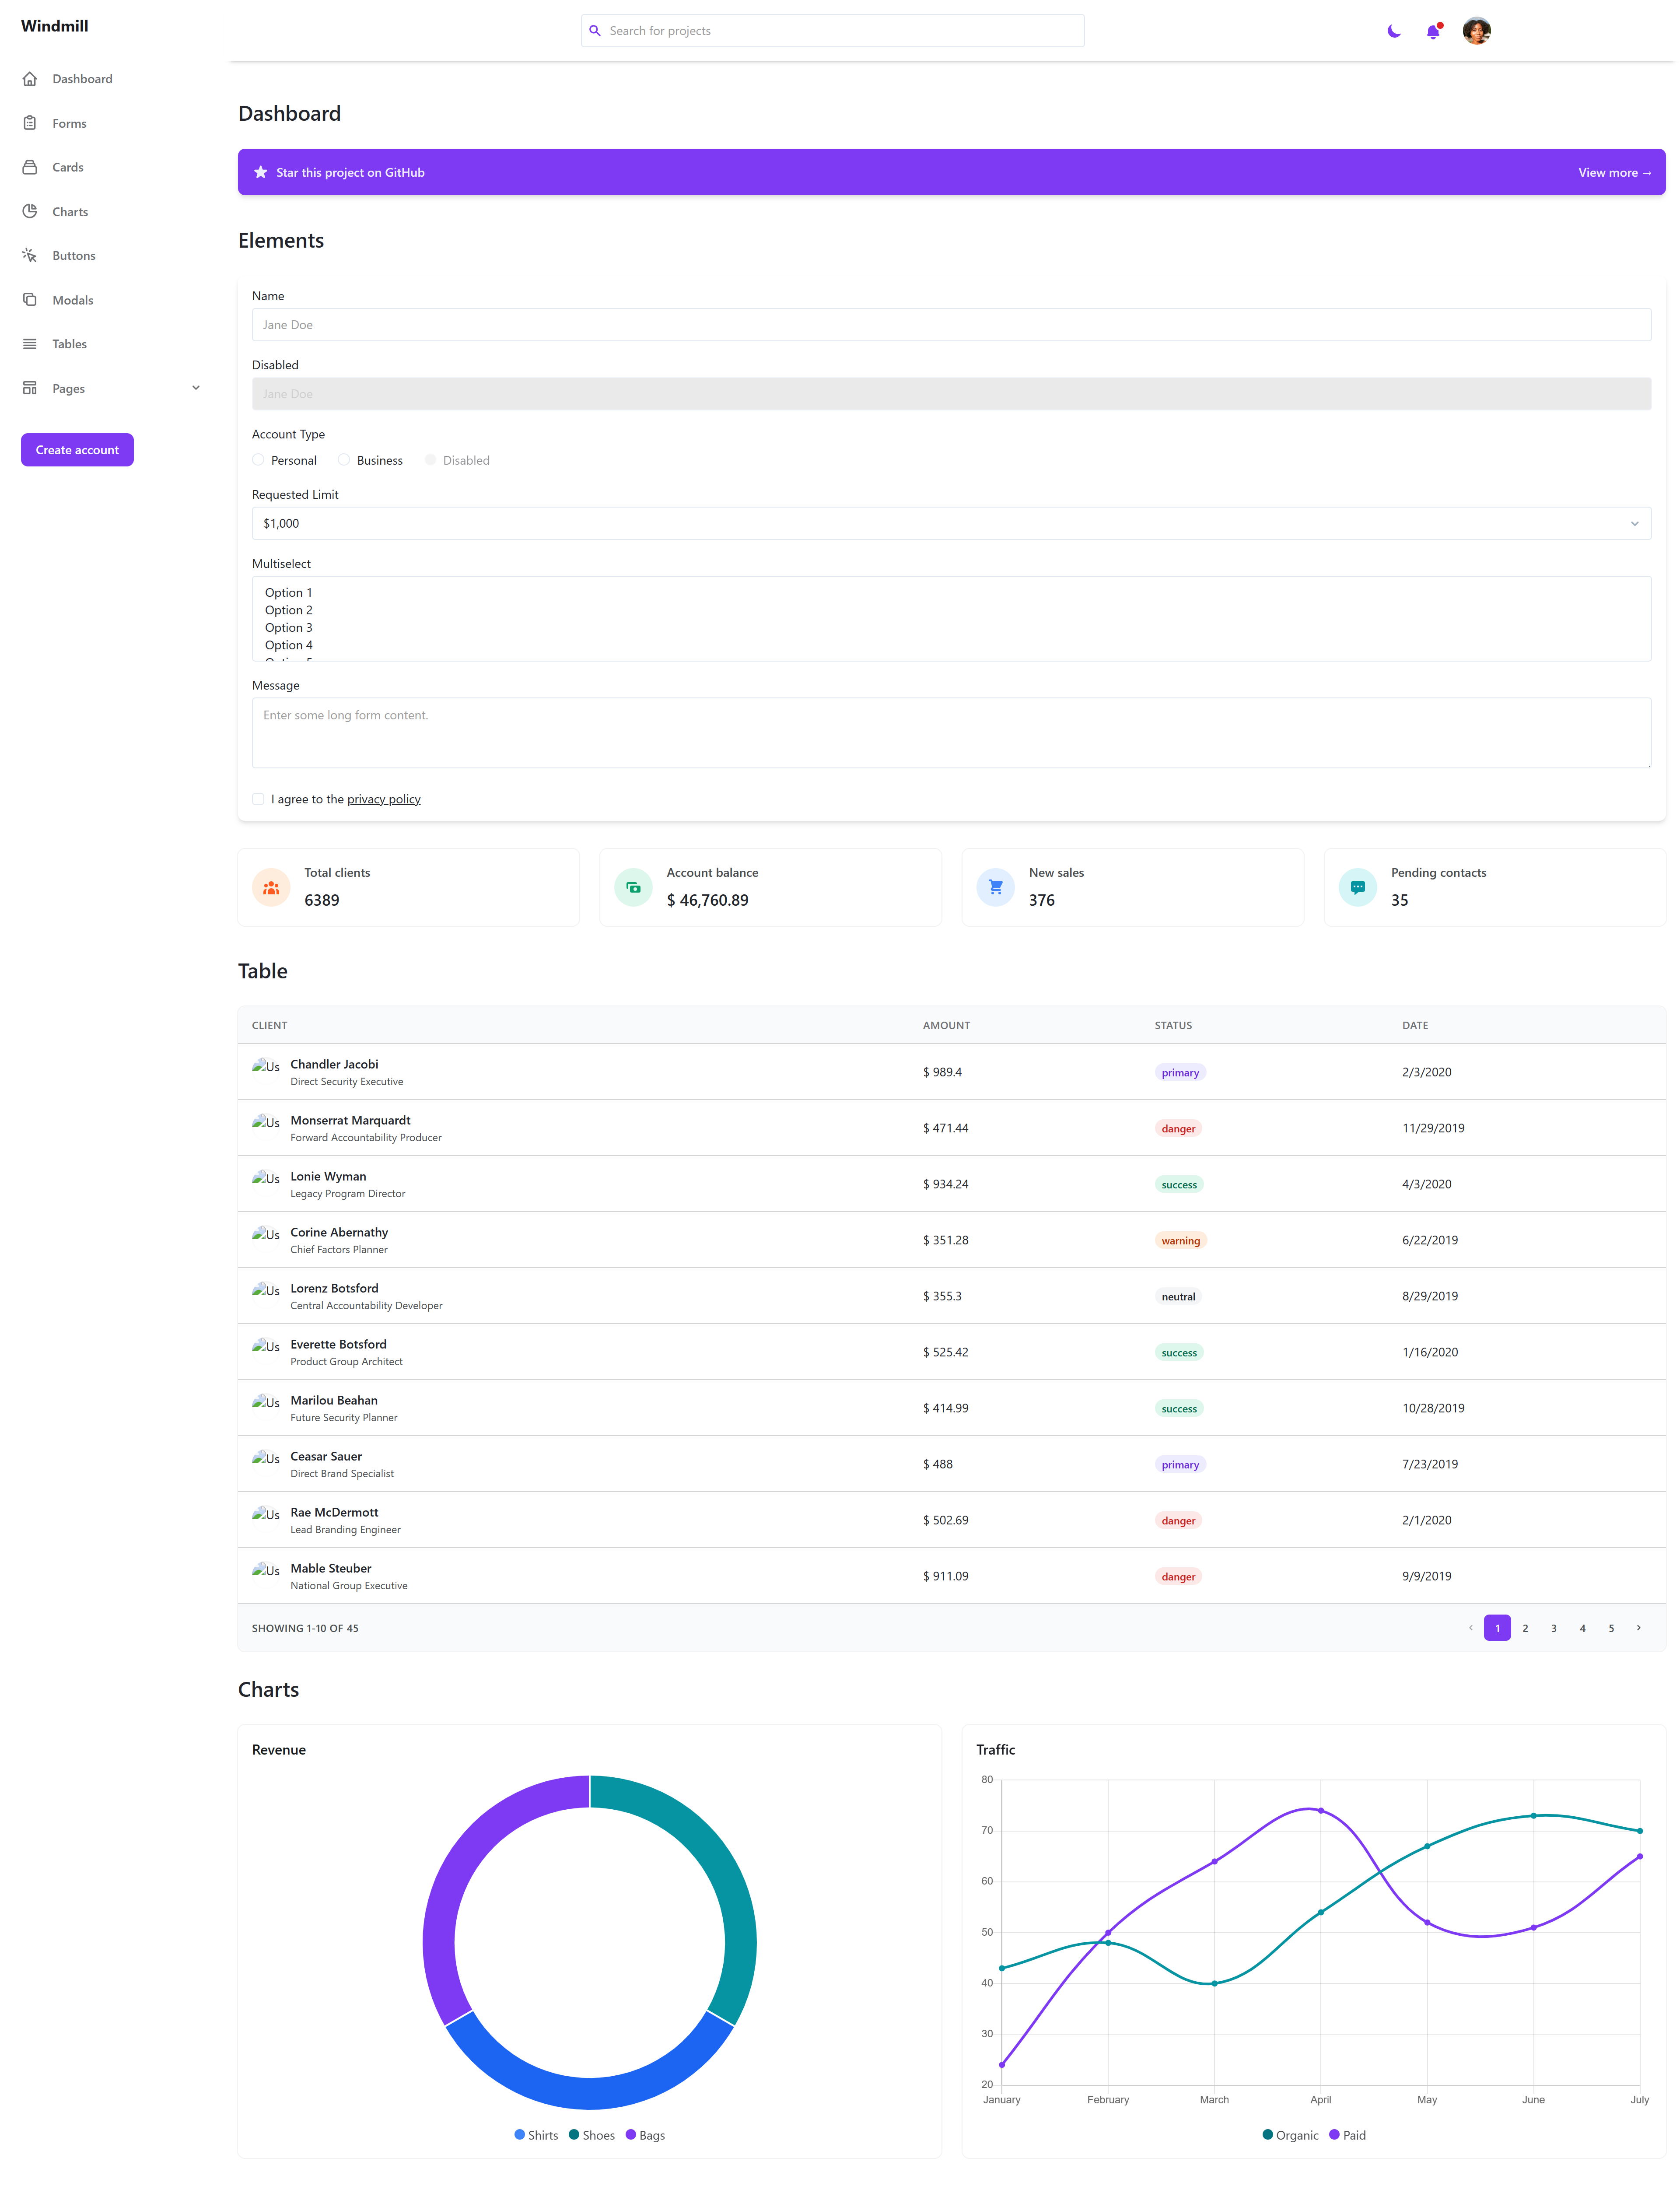 Windmill
Search for projects
Dashboard
Forms
Cards
Charts
Buttons
Modals
Tables
Pages
Create account
Dashboard
Star this project on GitHub
View more →
Elements
Name
Jane Doe
Disabled
Jane Doe
Account Type
Personal
Business
Disabled
Requested Limit
$1,000
Multiselect
Option 1
Option 2
Option 3
Option 4
Message
Enter some long form content.
I agree to the privacy policy
Total clients
6389
Account balance
$ 46,760.89
New sales
376
Pending contacts
35
Table
CLIENT AMOUNT STATUS DATE
Us Chandler Jacobi
Direct Security Executive
$ 989.4 primary 2/3/2020
Us Monserrat Marquardt
Forward Accountability Producer
$ 471.44 danger 11/29/2019
Us Lonie Wyman
Legacy Program Director
$ 934.24 success 4/3/2020
Us Corine Abernathy
Chief Factors Planner
$ 351.28 warning 6/22/2019
Us Lorenz Botsford
Central Accountability Developer
$ 355.3 neutral 8/29/2019
Us Everette Botsford
Product Group Architect
$ 525.42 success 1/16/2020
Us Marilou Beahan
Future Security Planner
$ 414.99 success 10/28/2019
Us Ceasar Sauer
Direct Brand Specialist
$ 488 primary 7/23/2019
Us Rae McDermott
Lead Branding Engineer
$ 502.69 danger 2/1/2020
Us Mable Steuber
National Group Executive
$ 911.09 danger 9/9/2019
SHOWING 1-10 OF 45
1 2 3 4 5
Charts
Revenue
Shirts Shoes Bags
Traffic
80
70
60
50
40
30
20
January February March April May June July
Organic Paid